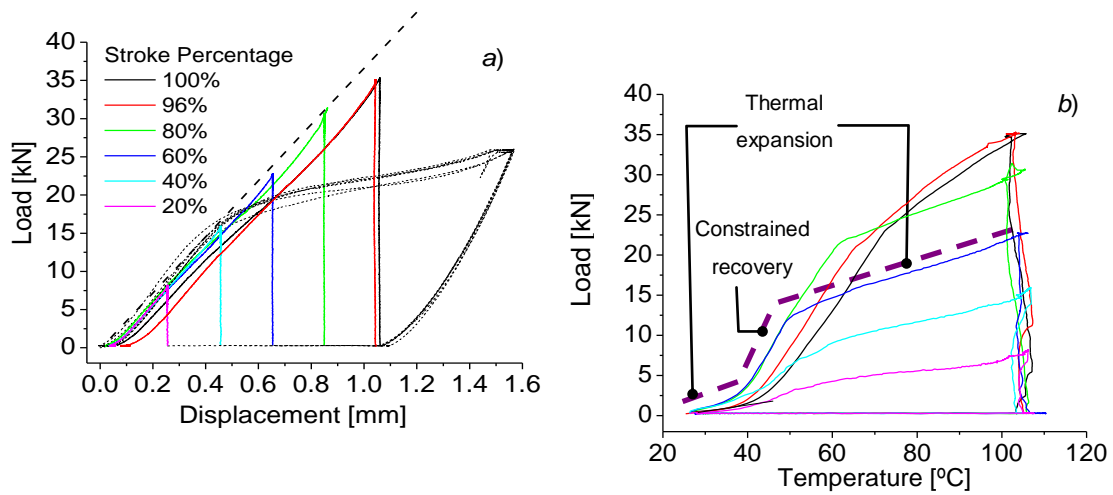 a)
Stroke Percentage
100%
96%
80%
60%
40%
20%
Load [kN]
40
35
30
25
20
15
10
5
0
0.0 0.2 0.4 0.6 0.8 1.0 1.2 1.4 1.6
Displacement [mm]
b)
Thermal
expansion
Constrained
recovery
Load [kN]
40
35
30
25
20
15
10
5
0
20 40 60 80 100 120
Temperature [ºC]